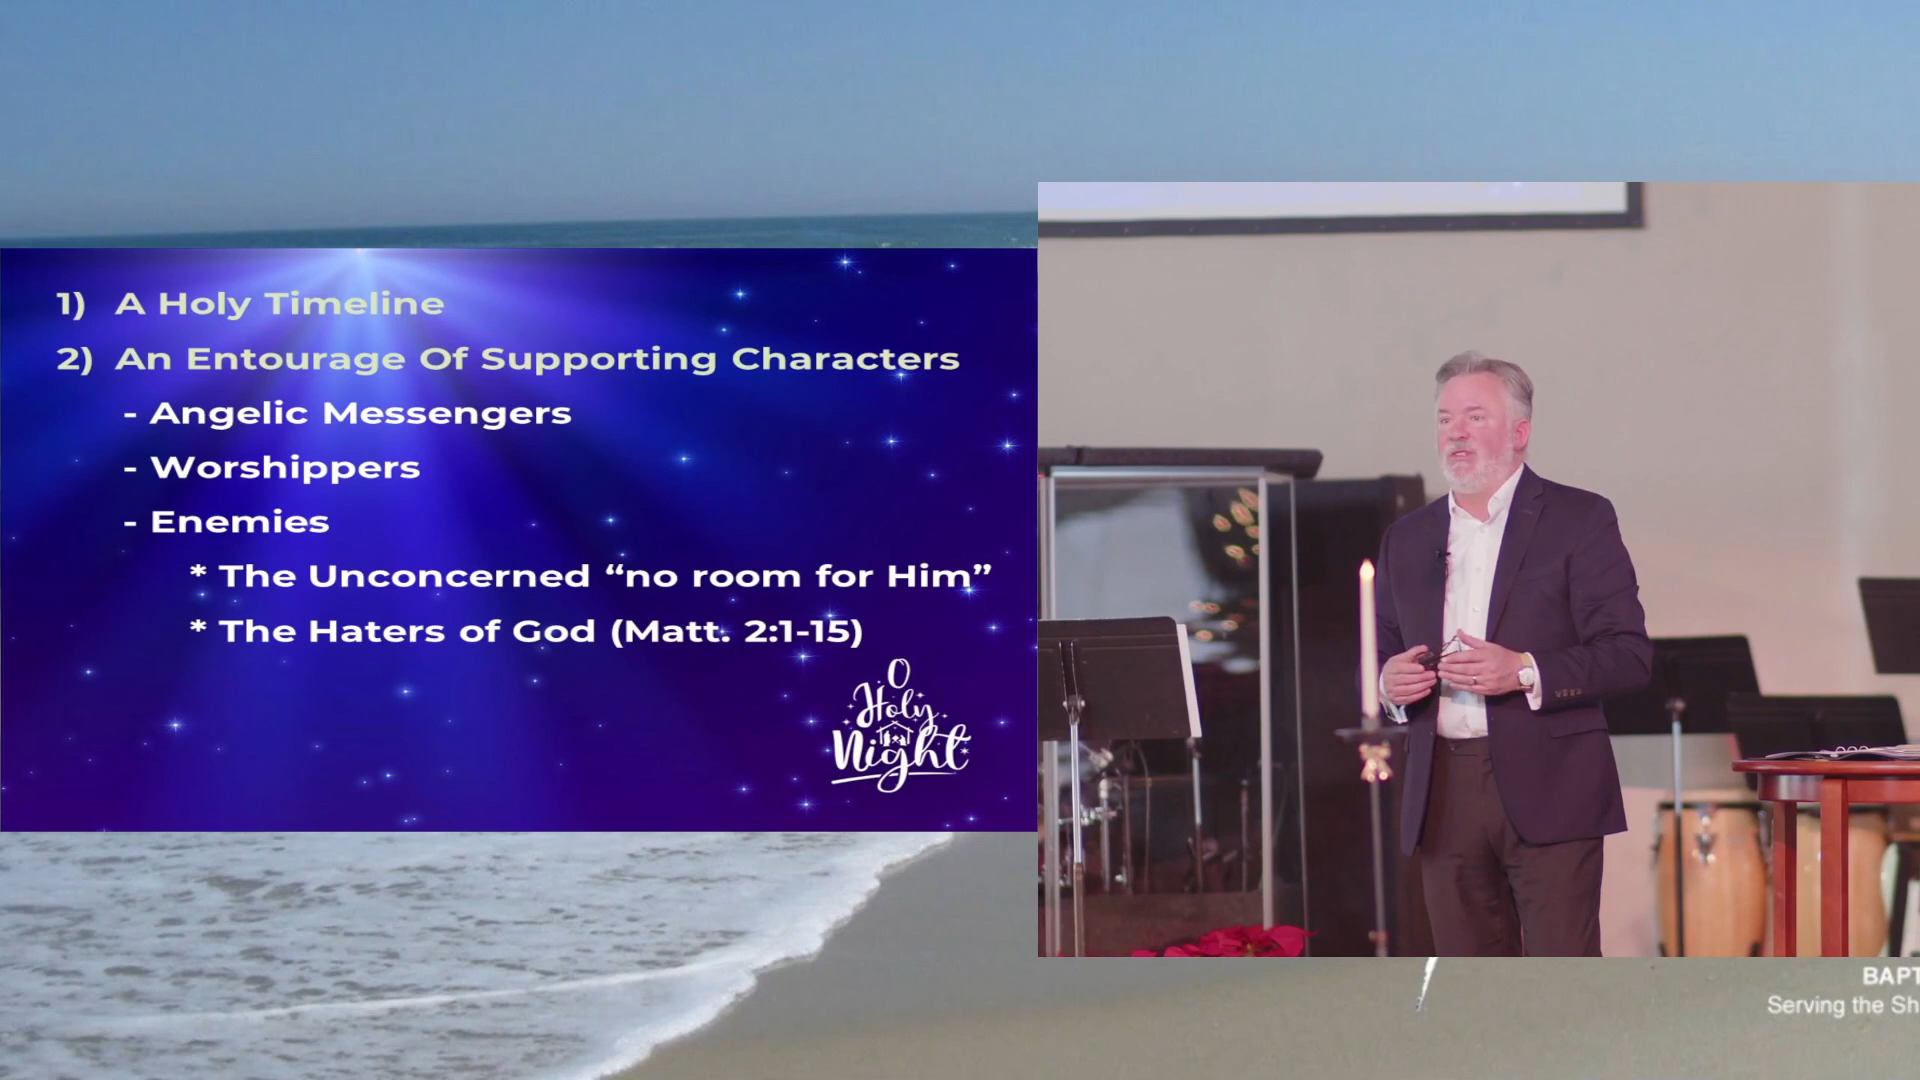 1) A Holy Timeline
2) An Entourage Of Supporting Characters
- Angelic Messengers
- Worshippers
- Enemies
* The Unconcerned “no room for Him”
* The Haters of God (Matt. 2:1-15)
O
Holy
Night
BAPT
Serving the Sh